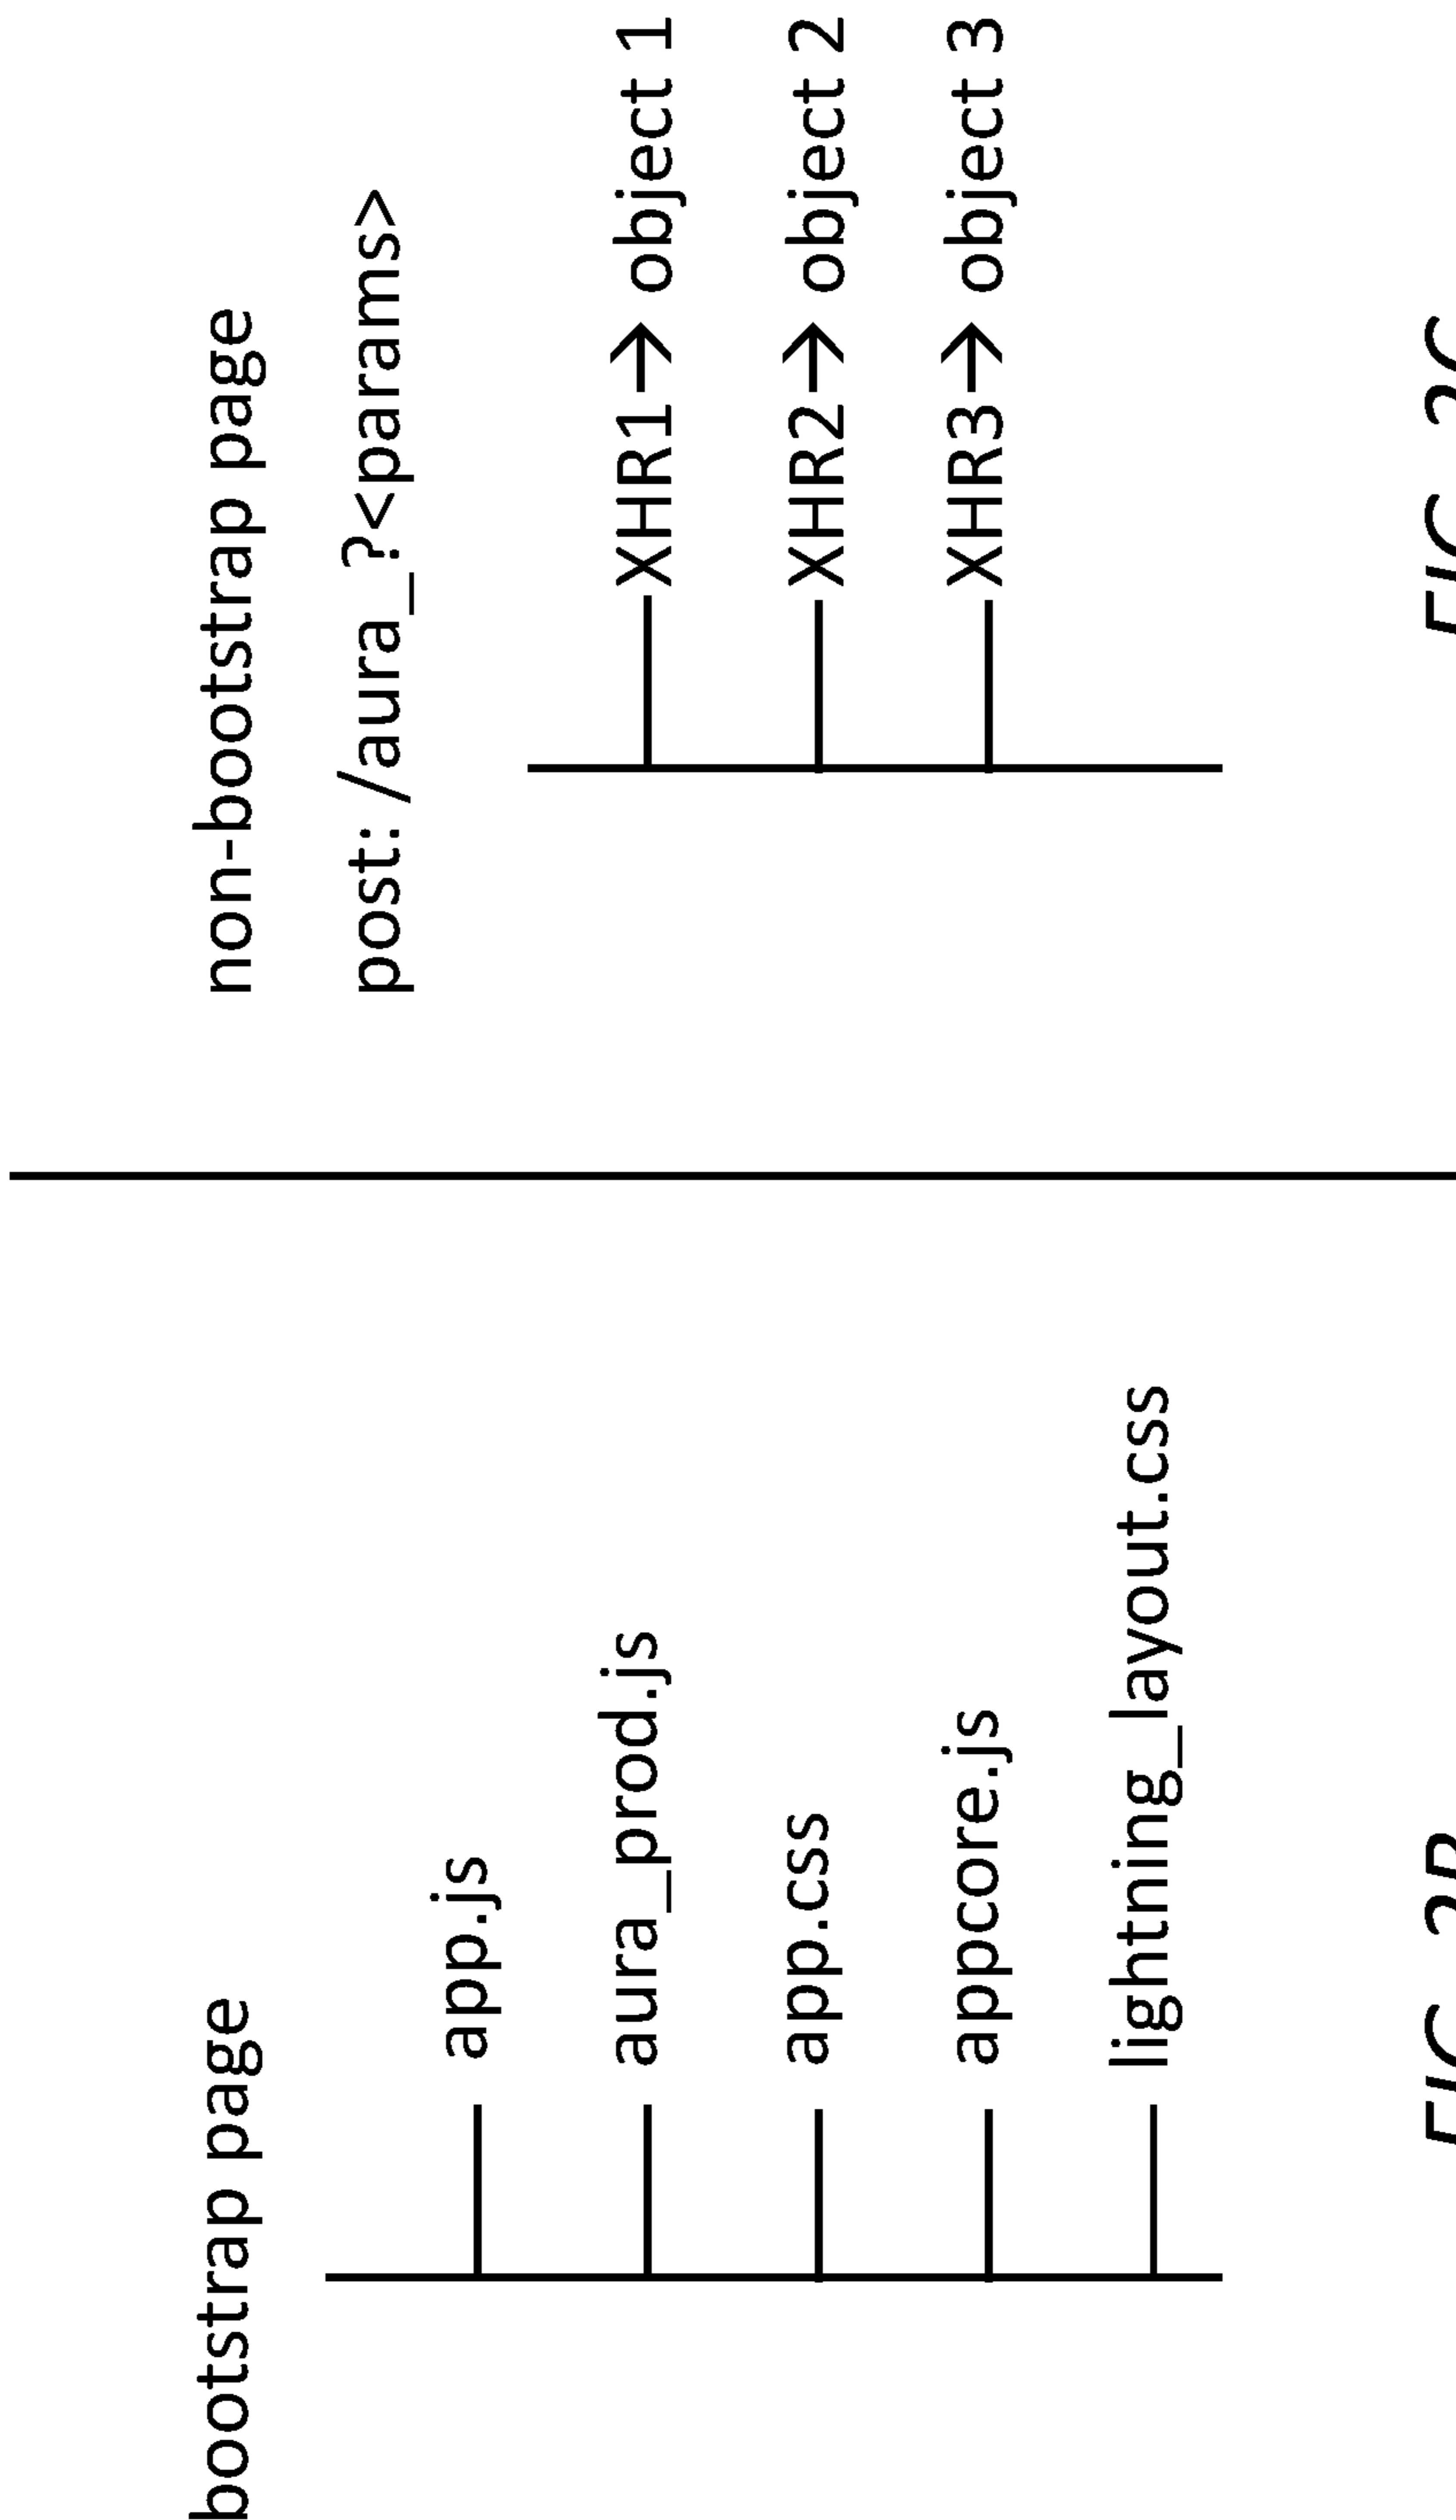 bootstrap page
app.js
aura_prod.js
app.css
appcore.js
lightning_layout.css
non-bootstrap page
post: /aura_?<params>
XHR1→ object 1
XHR2→ object 2
XHR3→ object 3